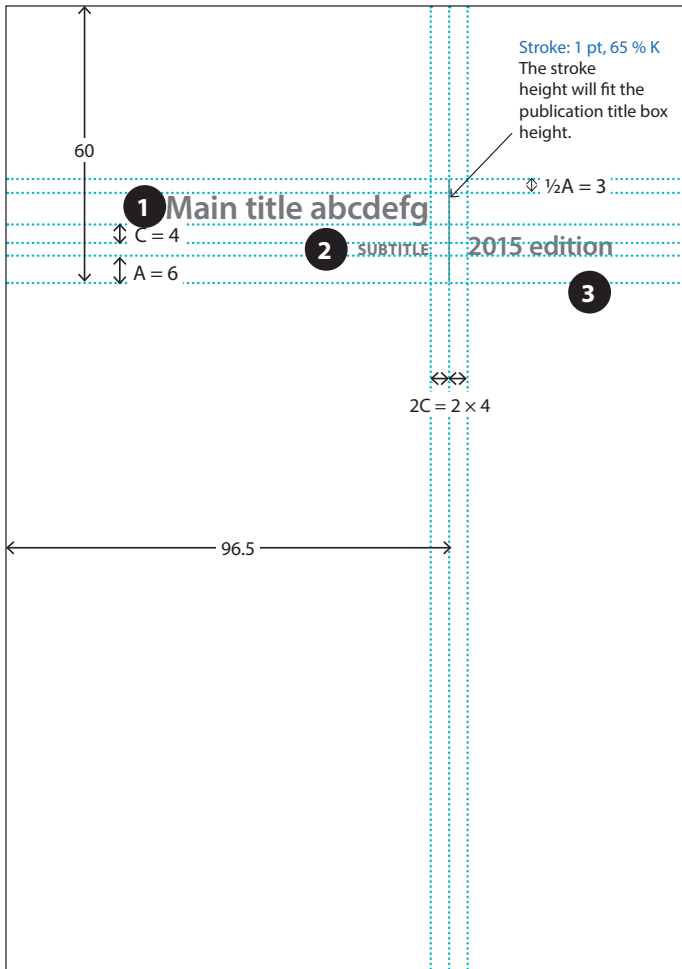 Stroke: 1 pt, 65 % K
The stroke
height will fit the
publication title box
height.
60
½A = 3
1 Main title abcdefg
C = 4
2 SUBTITLE
2015 edition
A = 6
3
2C = 2 × 4
96.5